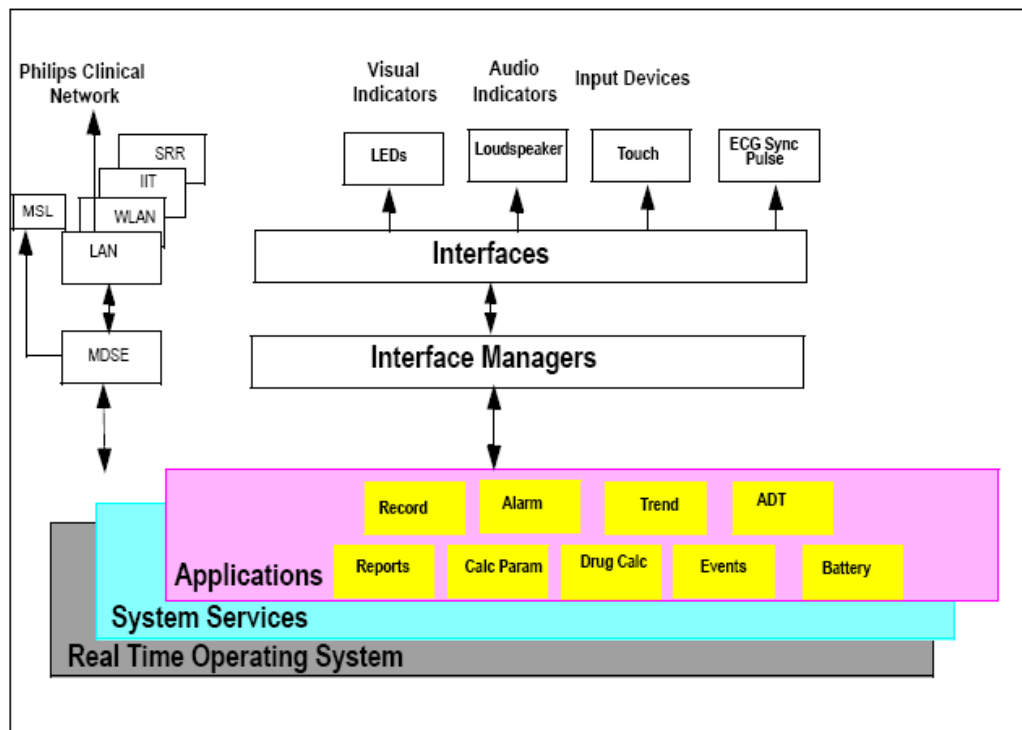 Philips Clinical
Network
Visual
Indicators
Audio
Indicators
Input Devices
SRR
IIT
MSL
WLAN
LAN
MDSE
LEDs
Loudspeaker
Touch
ECG Sync
Pulse
Interfaces
Interface Managers
Record
Alarm
Trend
ADT
Applications
Reports
Calc Param
Drug Calc
Events
Battery
System Services
Real Time Operating System